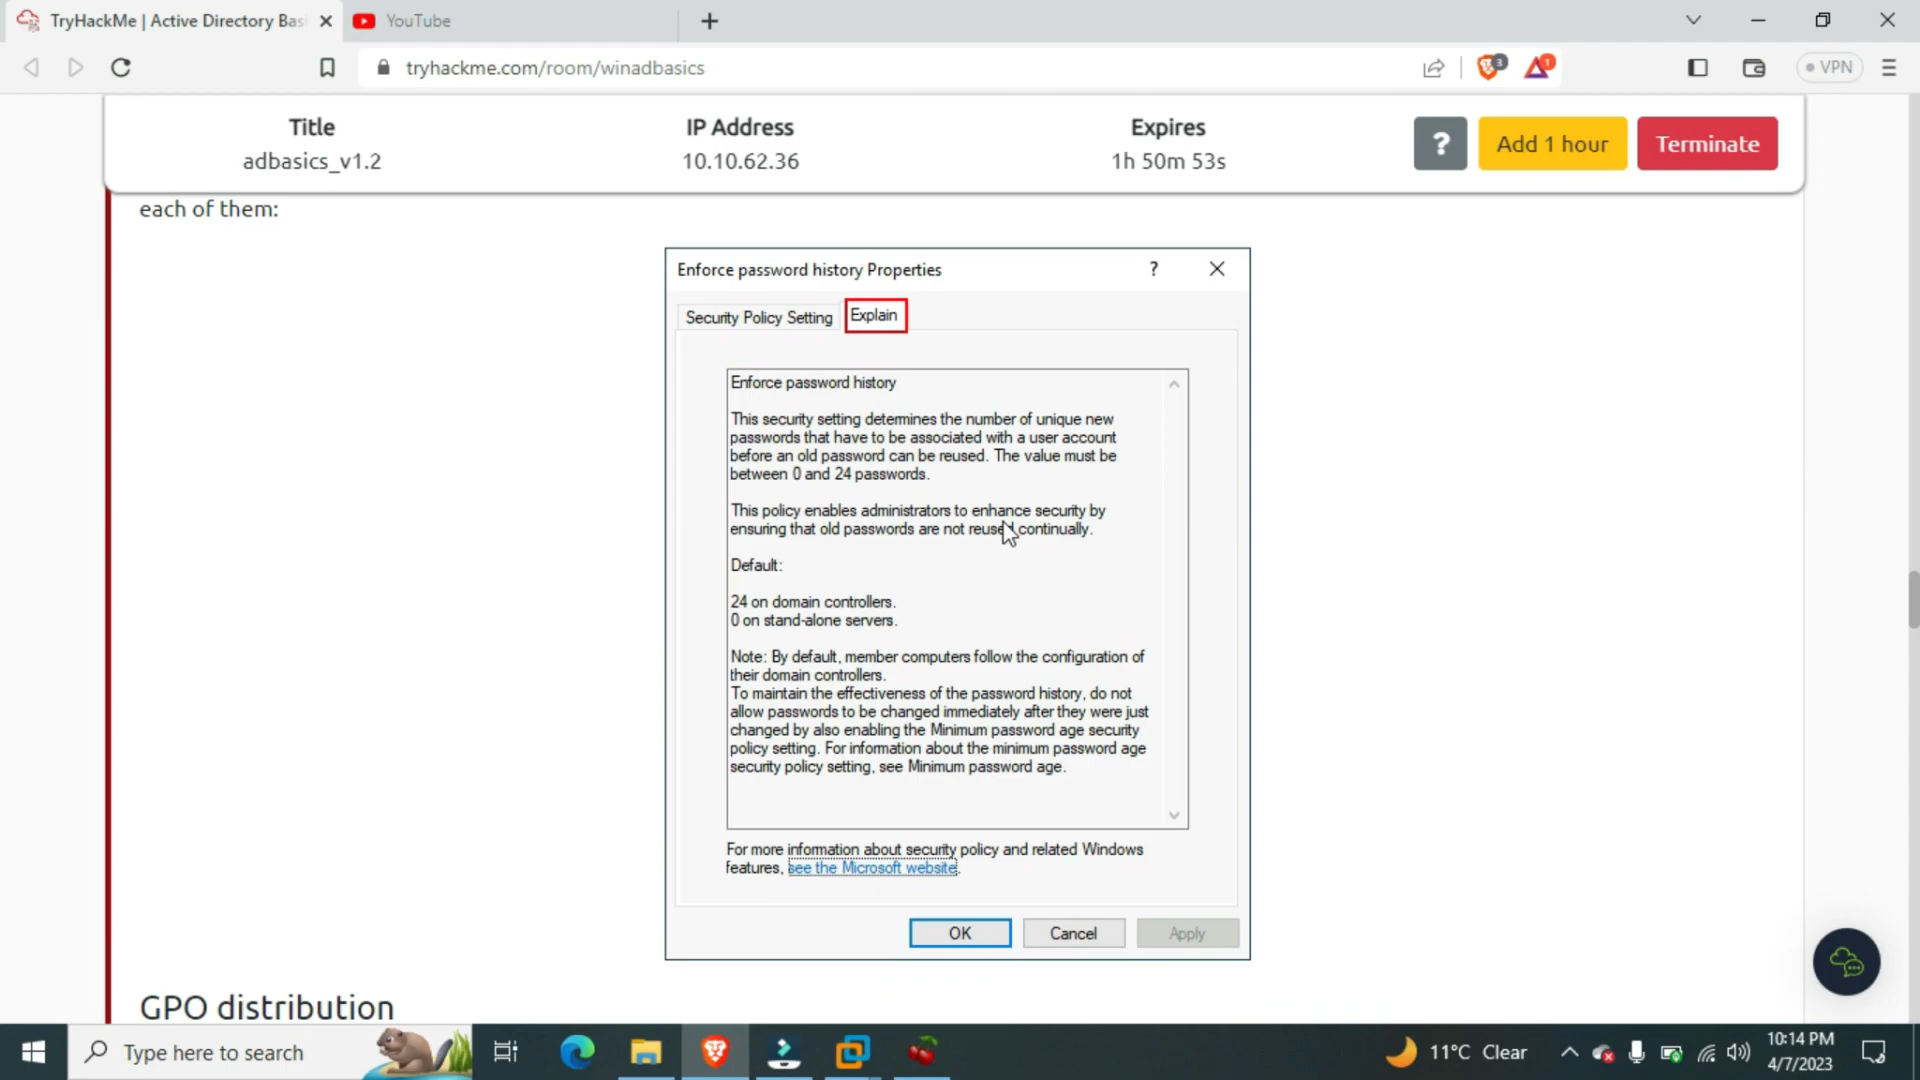 TryHackMe | Active Directory Bas
YouTube
tryhackme.com/room/winadbasics
3
1
VPN
Title
IP Address
Expires
adbasics_v1.2
10.10.62.36
1h 50m 53s
?
Add 1 hour
Terminate
each of them:
Enforce password history Properties
?
Security Policy Setting
Explain
Enforce password history
This security setting determines the number of unique new
passwords that have to be associated with a user account
before an old password can be reused. The value must be
between 0 and 24 passwords.
This policy enables administrators to enhance security by
ensuring that old passwords are not reused continually.
Default:
24 on domain controllers.
0 on stand-alone servers.
Note: By default, member computers follow the configuration of
their domain controllers.
To maintain the effectiveness of the password history, do not
allow passwords to be changed immediately after they were just
changed by also enabling the Minimum password age security
policy setting. For information about the minimum password age
security policy setting, see Minimum password age.
For more information about security policy and related Windows
features, see the Microsoft website.
OK
Cancel
Apply
GPO distribution
Type here to search
11°C Clear
10:14 PM
4/7/2023